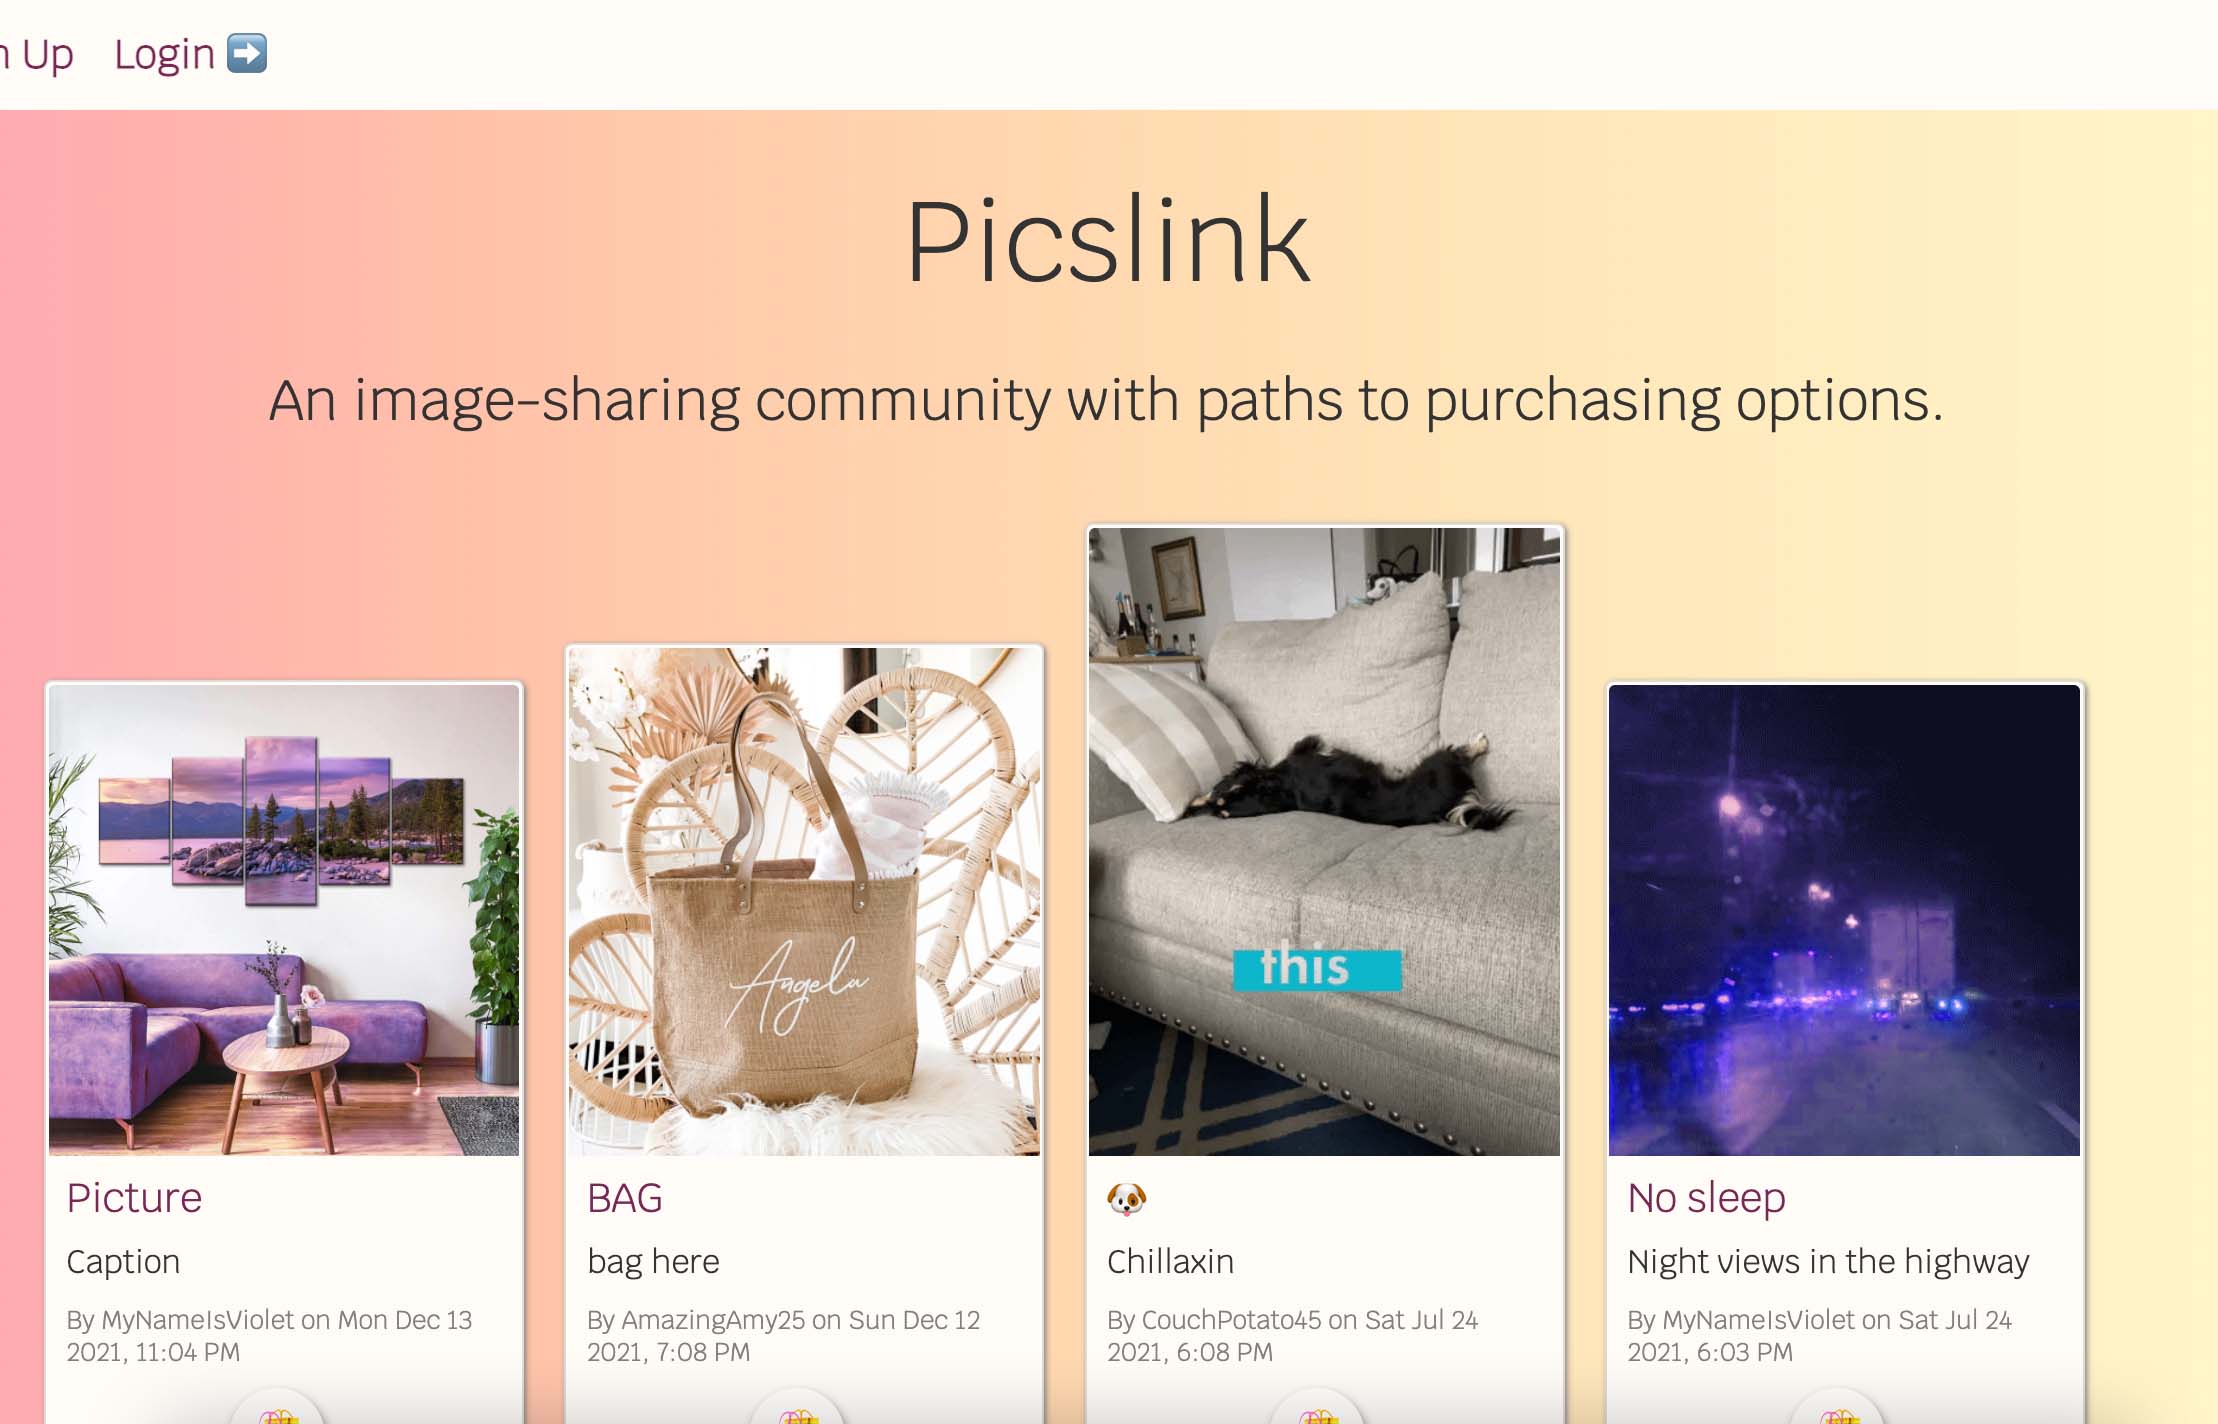 Up
Login ➡️
Picslink
An image-sharing community with paths to purchasing options.
Angela
this
Picture
Caption
By MyNameIsViolet on Mon Dec 13
2021, 11:04 PM
BAG
bag here
By AmazingAmy25 on Sun Dec 12
2021, 7:08 PM
🐶
Chillaxin
By CouchPotato45 on Sat Jul 24
2021, 6:08 PM
No sleep
Night views in the highway
By MyNameIsViolet on Sat Jul 24
2021, 6:03 PM